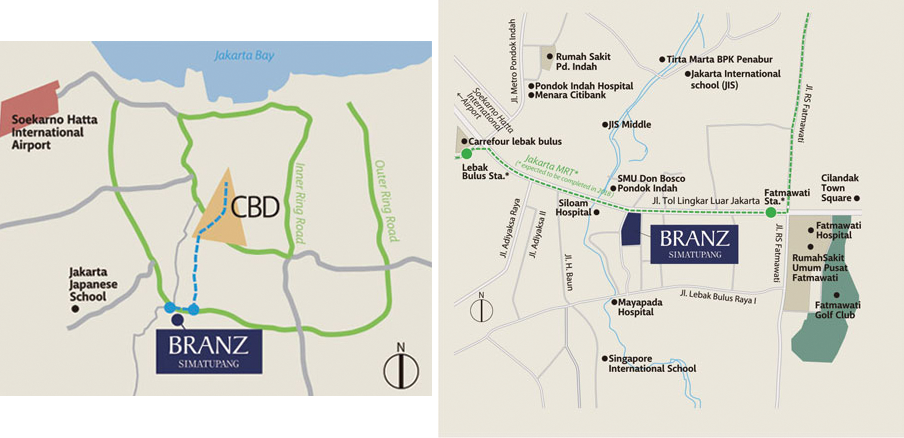 Jakarta Bay
Soekarno Hatta
International
Airport
Inner Ring Road
Outer Ring Road
CBD
Jakarta
Japanese
School
BRANZ
SIMATUPANG
N
Jl. Metro Pondok Indah
Rumah Sakit
Pd. Indah
Tirta Marta BPK Penabur
Jakarta International
school (JIS)
Pondok Indah Hospital
Menara Citibank
Jl. RS Fatmawati
Soekarno Hatta
International
←Airport
JIS Middle
Carrefour lebak bulus
Jakarta MRT*
(* expected to be completed in 2018)
Lebak
Bulus Sta.*
SMU Don Bosco
Pondok Indah
Cilandak
Town
Square
Fatmawati
Sta.*
Jl. Tol Lingkar Luar Jakarta
Siloam
Hospital
Jl. Adiyaksa Raya
Jl. Adiyaksa II
Jl. H. Baun
BRANZ
SIMATUPANG
Jl. RS Fatmawati
Fatmawati
Hospital
RumahSakit
Umum Pusat
Fatmawati
Jl. Lebak Bulus Raya I
Fatmawati
Golf Club
N
Mayapada
Hospital
Singapore
International School